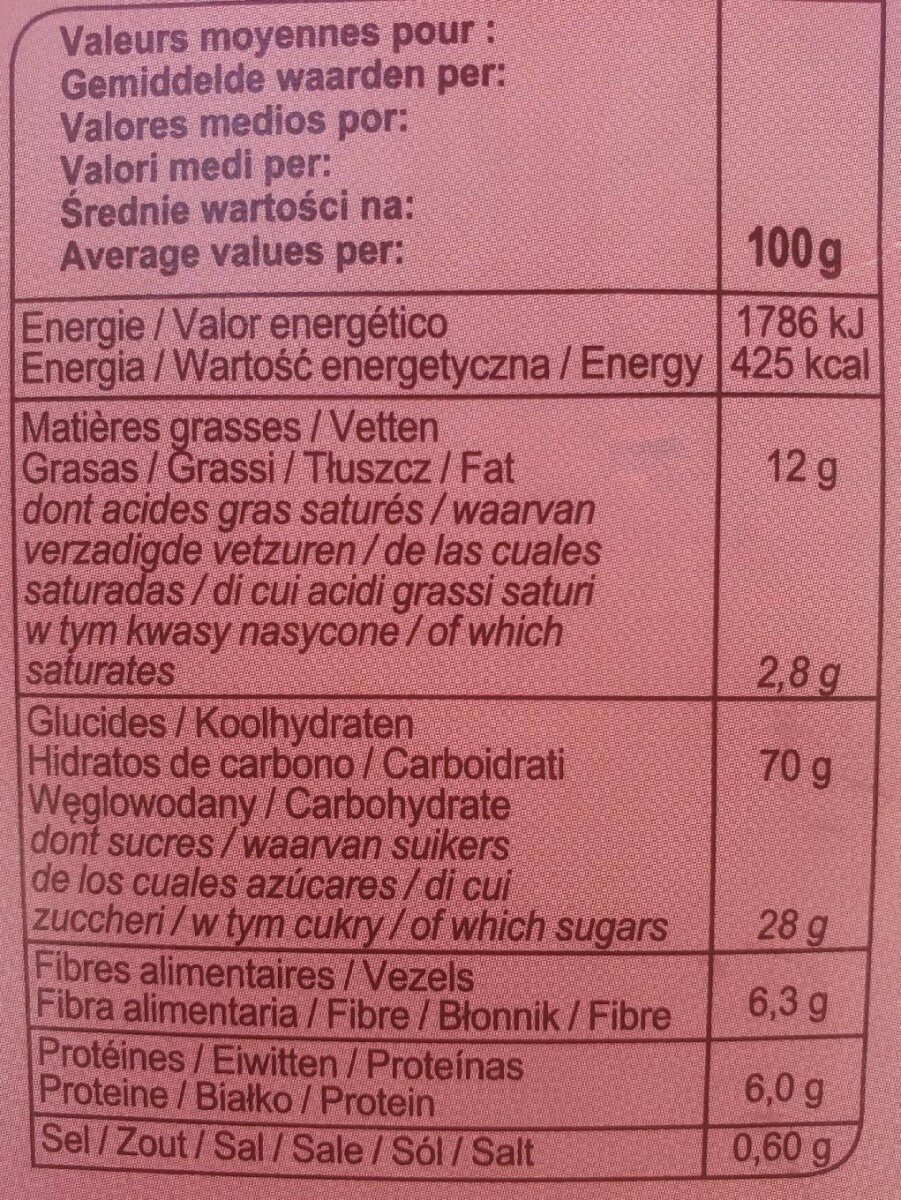 Valeurs moyennes pour :
Gemiddelde waarden per:
Valores medios por:
Valori medi per:
Średnie wartości na:
Average values per:
100g
Energie / Valor energético
1786 kJ
Energia / Wartość energetyczna / Energy
425 kcal
Matières grasses / Vetten
Grasas / Grassi / Tłuszcz / Fat
12 g
dont acides gras saturés / waarvan
verzadigde vetzuren / de las cuales
saturadas / di cui acidi grassi saturi
w tym kwasy nasycone / of which
saturates
2,8 g
Glucides / Koolhydraten
Hidratos de carbono / Carboidrati
70 g
Węglowodany / Carbohydrate
dont sucres / waarvan suikers
de los cuales azúcares / di cui
zuccheri / w tym cukry / of which sugars
28 g
Fibres alimentaires / Vezels
Fibra alimentaria / Fibre / Błonnik / Fibre
6,3 g
Protéines / Eiwitten / Proteínas
Proteine / Białko / Protein
6,0 g
Sel / Zout / Sal / Sale / Sól / Salt
0,60 g